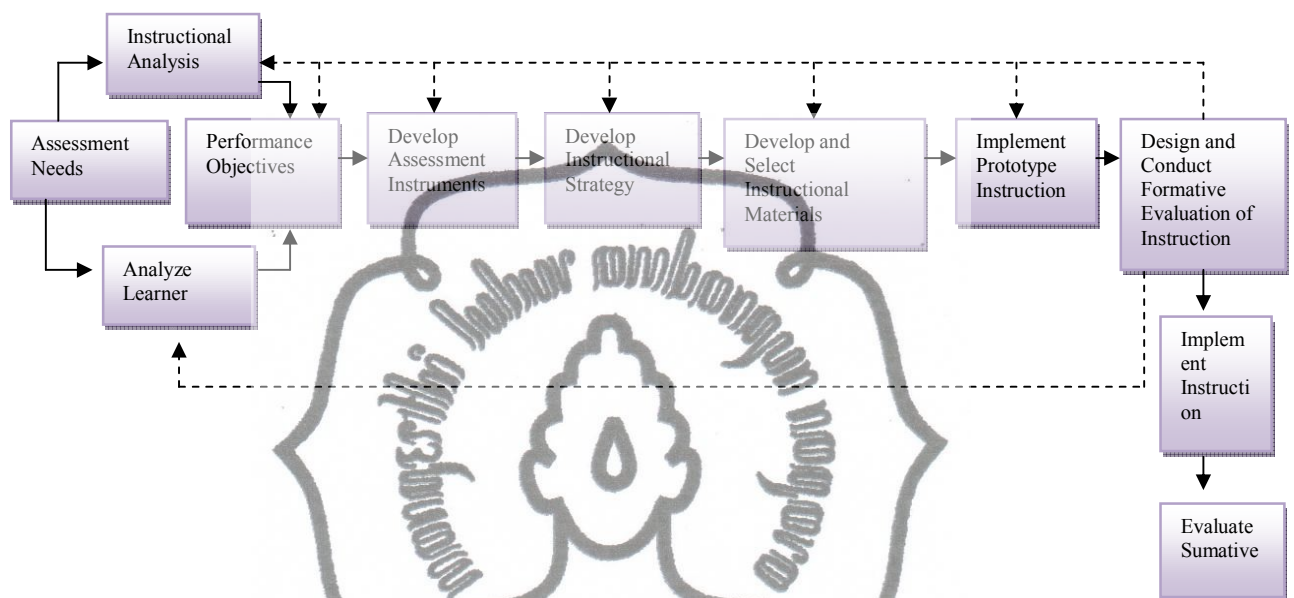 Instructional
Analysis
Assessment
Needs
Analyze
Learner
Performance
Objectives
Develop
Assessment
Instruments
Develop
Instructional
Strategy
Develop and
Select
Instructional
Materials
Implement
Prototype
Instruction
Design and
Conduct
Formative
Evaluation of
Instruction
Implem
ent
Instructi
on
Evaluate
Sumative